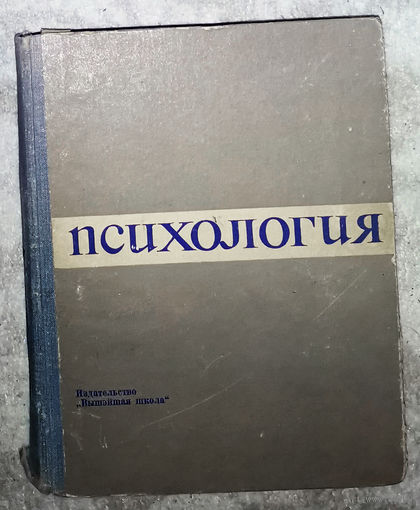 психология
Издательство
„Вышэйшая школа“